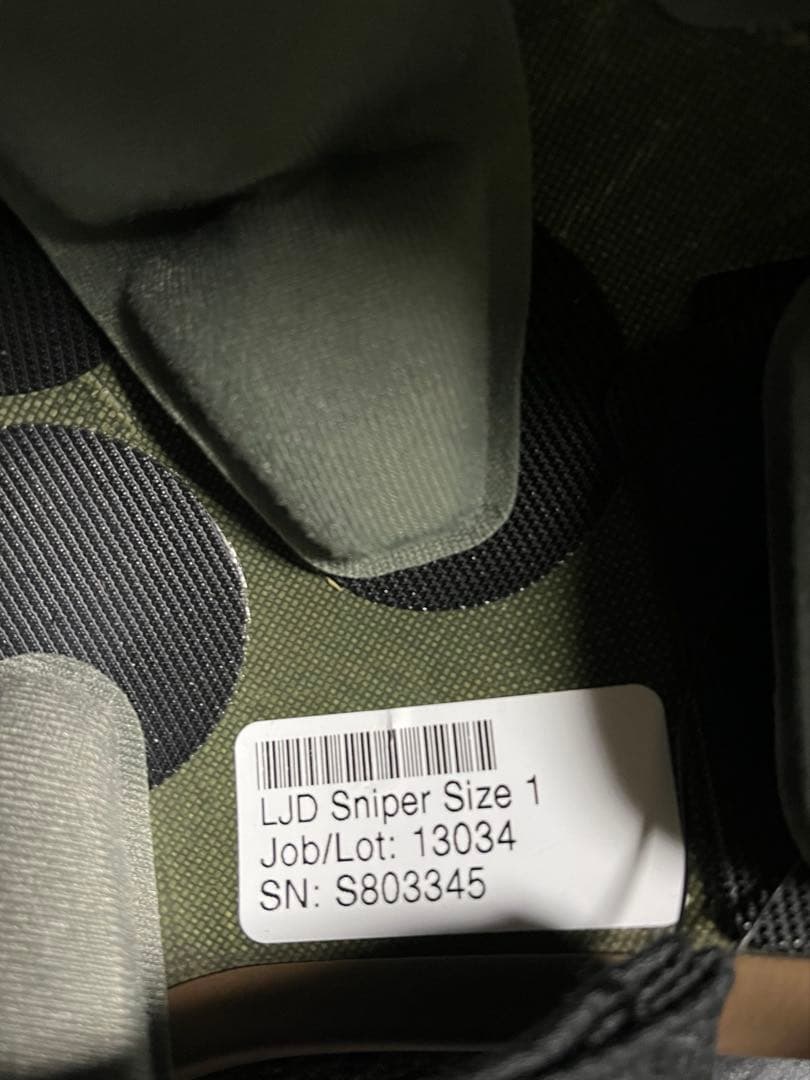 LJD Sniper Size 1
Job/Lot: 13034
SN: S803345